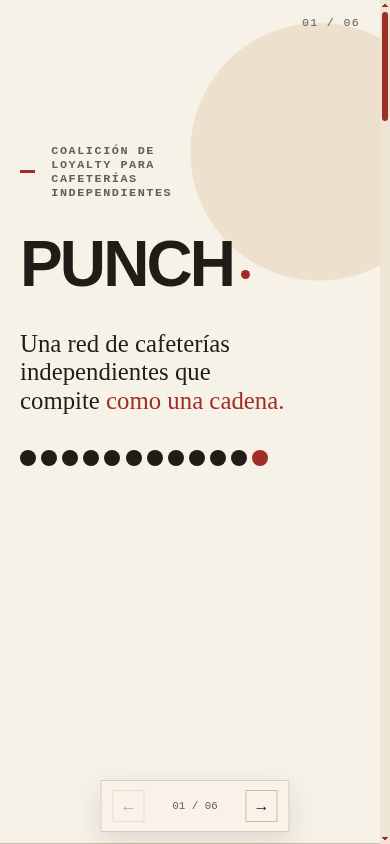 01 / 06
COALICIÓN DE
LOYALTY PARA
CAFETERÍAS
INDEPENDIENTES
PUNCH.
Una red de cafeterías
independientes que
compite como una cadena.
← 01 / 06 →